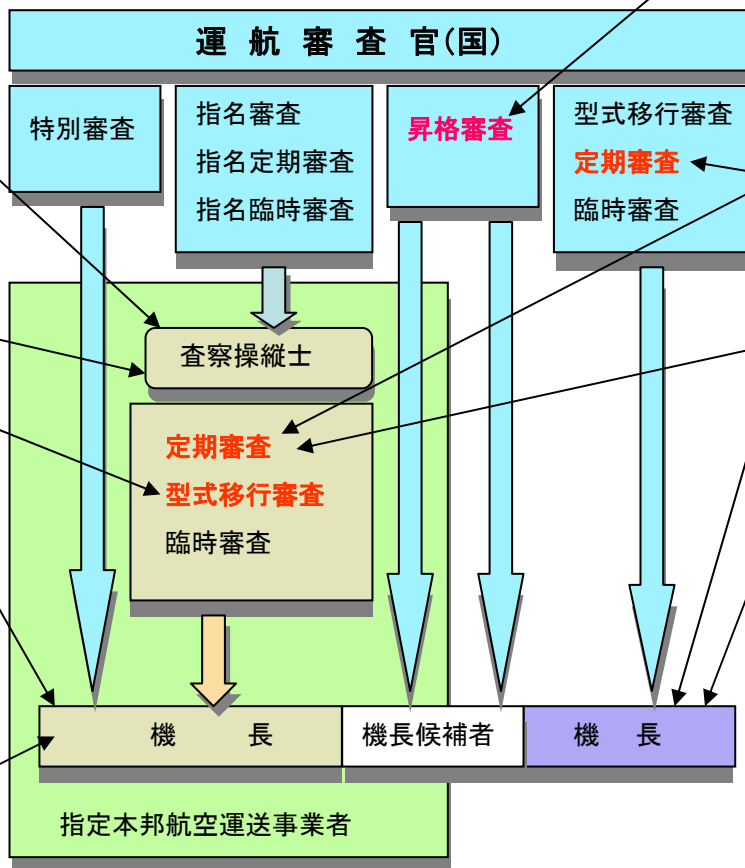 運 航 審 査 官(国)
特別審査
指名審査
指名定期審査
指名臨時審査
昇格審査
型式移行審査
定期審査
臨時審査
査察操縦士
定期審査
型式移行審査
臨時審査
機 長
機長候補者
機 長
指定本邦航空運送事業者